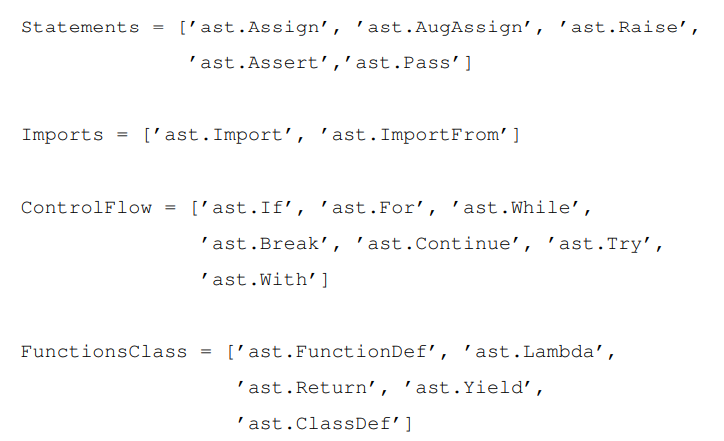 Statements = [’ast.Assign’, ’ast.AugAssign’, ’ast.Raise’,
’ast.Assert’,’ast.Pass’]
Imports = [’ast.Import’, ’ast.ImportFrom’]
ControlFlow = [’ast.If’, ’ast.For’, ’ast.While’,
’ast.Break’, ’ast.Continue’, ’ast.Try’,
’ast.With’]
FunctionsClass = [’ast.FunctionDef’, ’ast.Lambda’,
’ast.Return’, ’ast.Yield’,
’ast.ClassDef’]